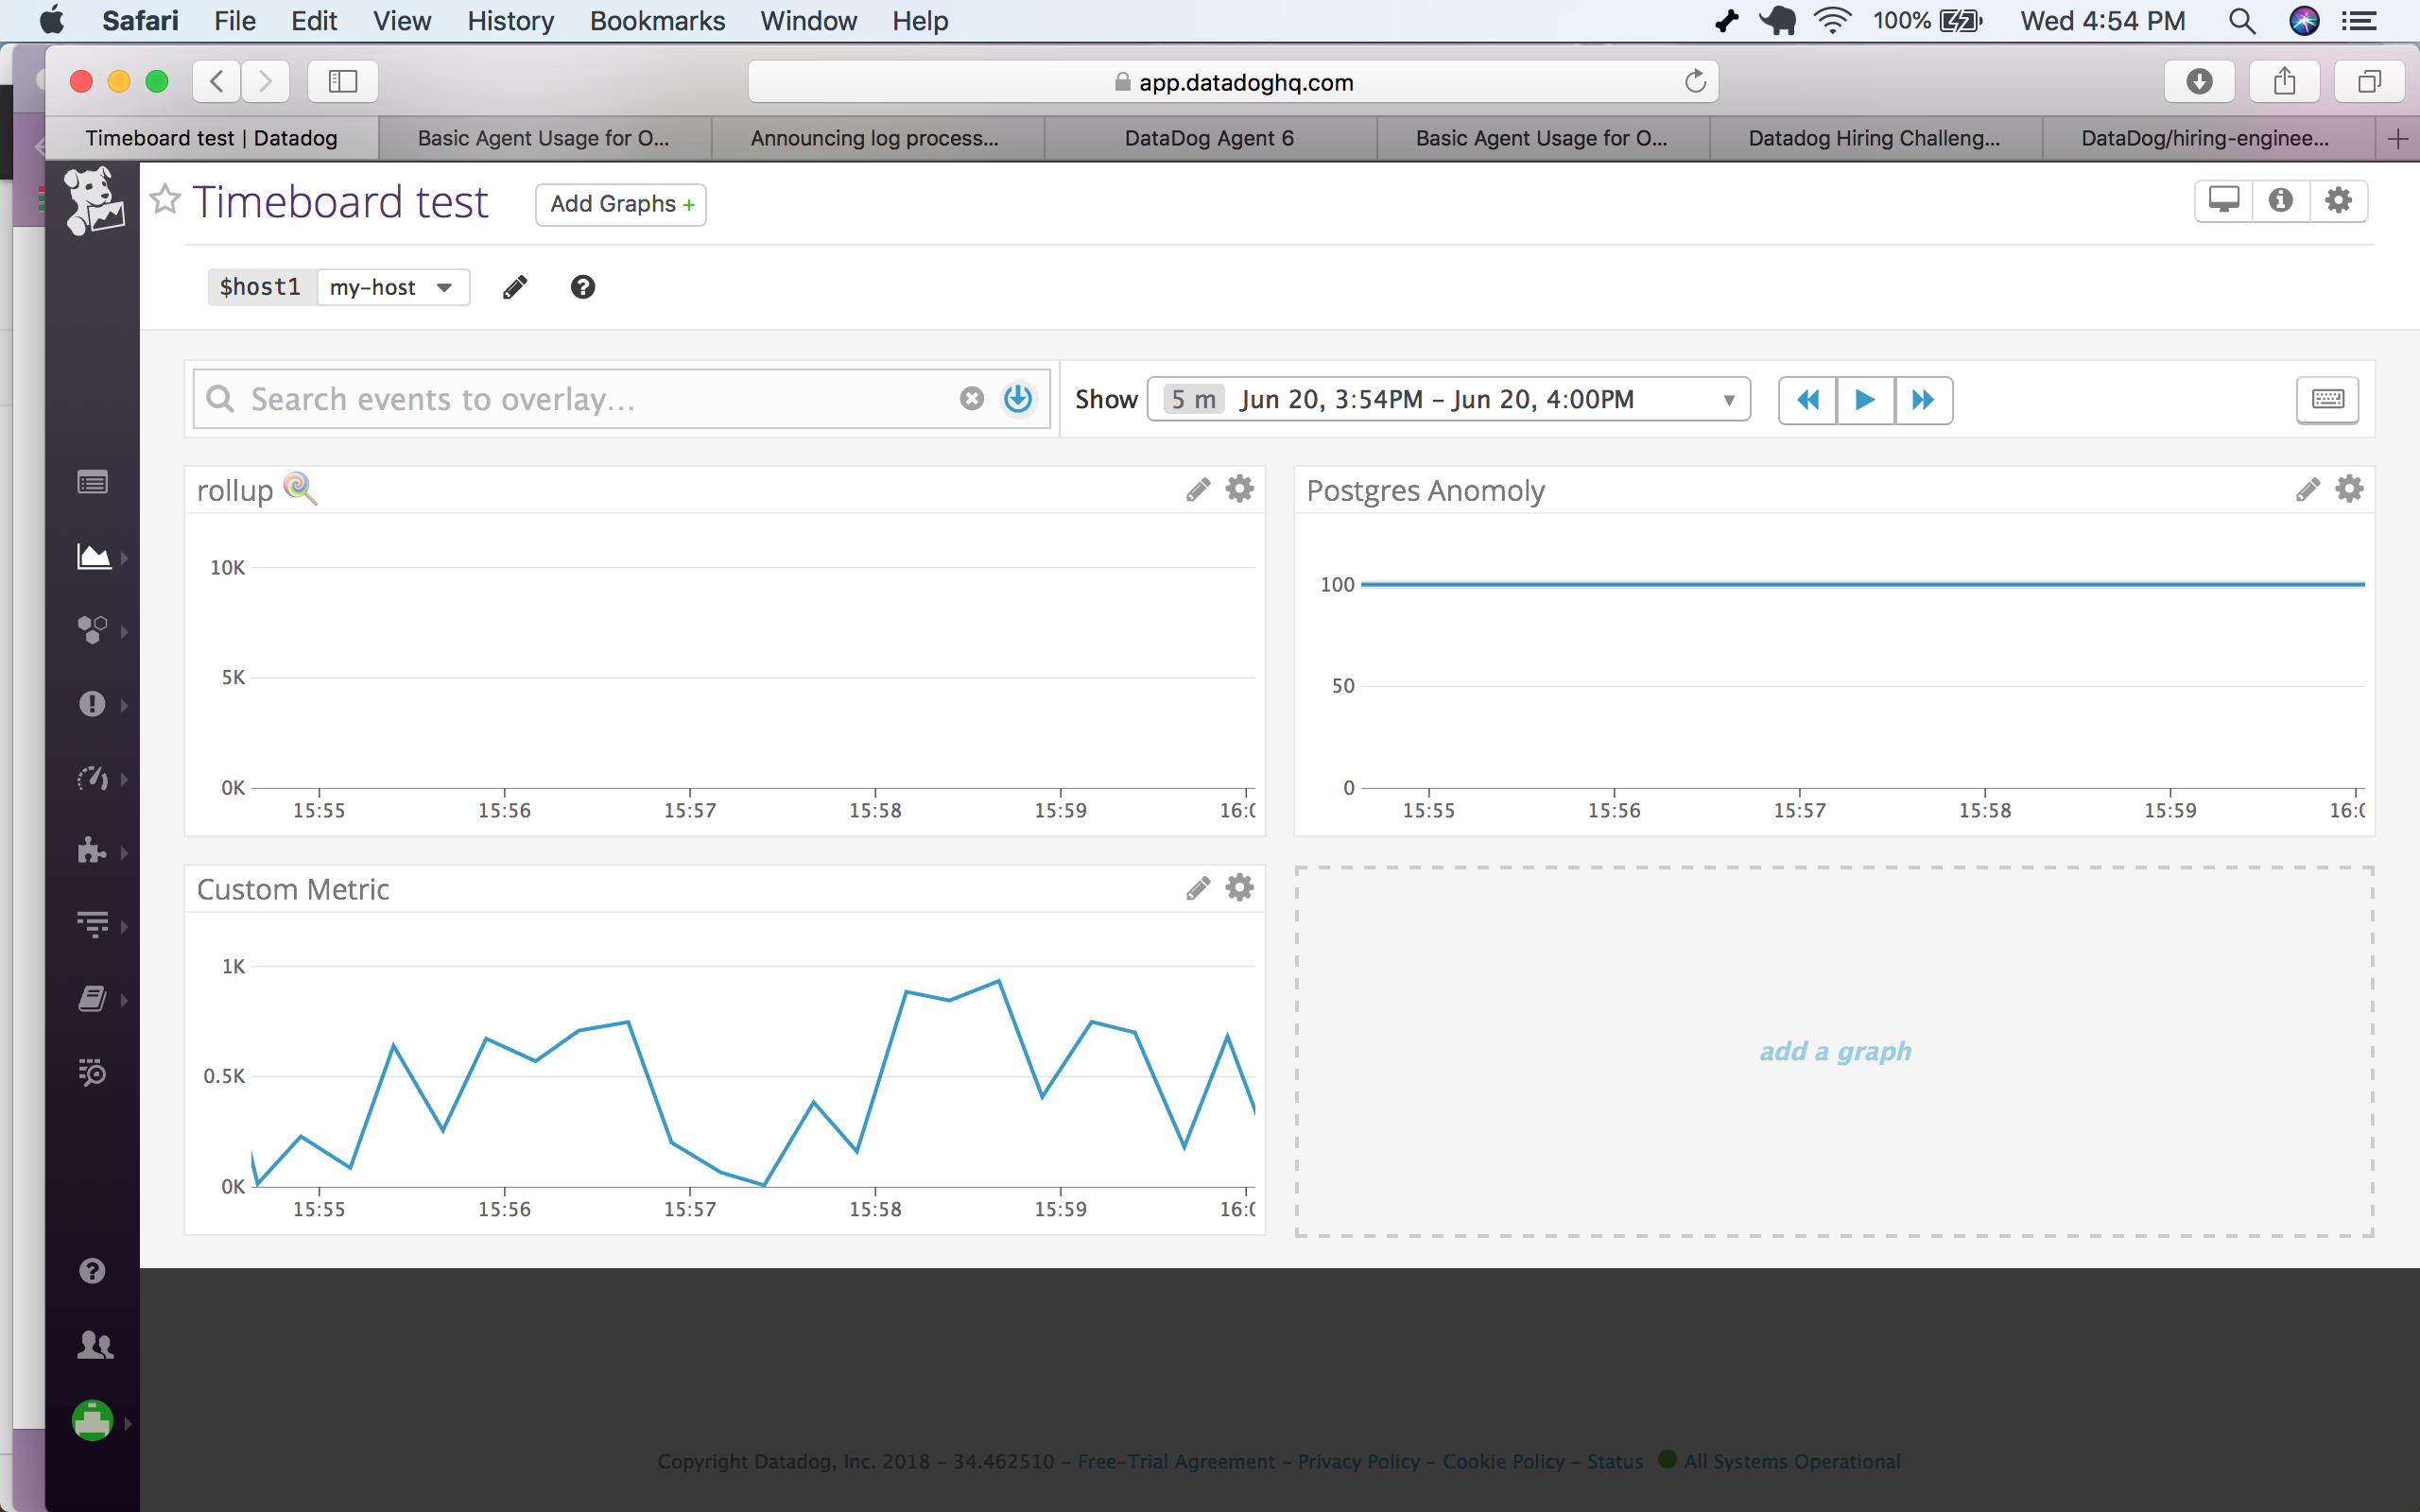 Safari File Edit View History Bookmarks Window Help 100% Wed 4:54 PM
app.datadoghq.com
Timeboard test | Datadog Basic Agent Usage for O... Announcing log process... DataDog Agent 6 Basic Agent Usage for O... Datadog Hiring Challeng... DataDog/hiring-enginee...
Timeboard test Add Graphs +
$host1 my-host
Search events to overlay... Show 5 m Jun 20, 3:54PM - Jun 20, 4:00PM
rollup
10K
5K
0K
15:55 15:56 15:57 15:58 15:59 16:0
Postgres Anomoly
100
50
0
15:55 15:56 15:57 15:58 15:59 16:0
Custom Metric
1K
0.5K
0K
15:55 15:56 15:57 15:58 15:59 16:0
add a graph
Copyright Datadog, Inc. 2018 - 34.462510 - Free-Trial Agreement - Privacy Policy - Cookie Policy - Status All Systems Operational